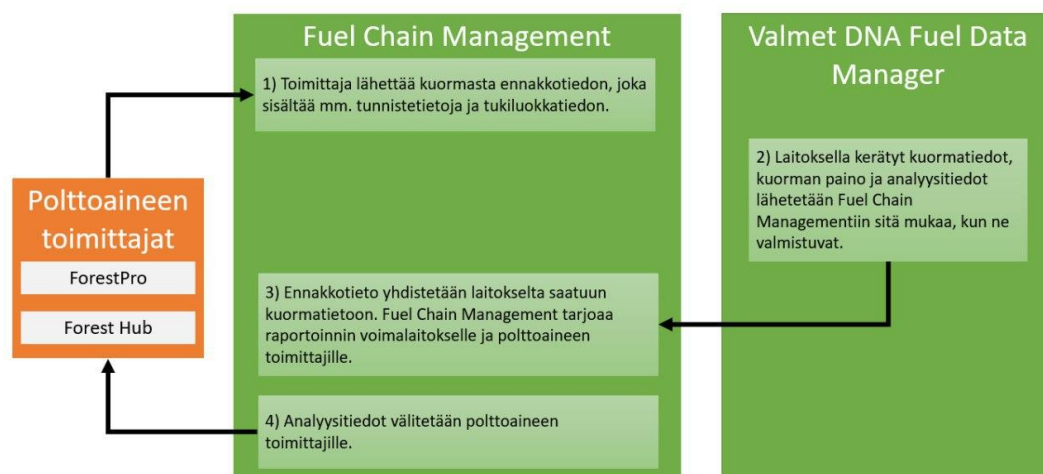 Fuel Chain Management
1) Toimittaja lähettää kuormasta ennakkotiedon, joka
sisältää mm. tunnistetietoja ja tukiluokkatiedon.
Valmet DNA Fuel Data
Manager
2) Laitoksella kerätyt kuormatiedot,
kuorman paino ja analyysitiedot
lähetetään Fuel Chain
Managementiin sitä mukaa, kun ne
valmistuvat.
Polttoaineen
toimittajat
ForestPro
Forest Hub
3) Ennakkotieto yhdistetään laitokselta saatuun
kuormatietoon. Fuel Chain Management tarjoaa
raportoinnin voimalaitokselle ja polttoaineen
toimittajille.
4) Analyysitiedot välitetään polttoaineen
toimittajille.